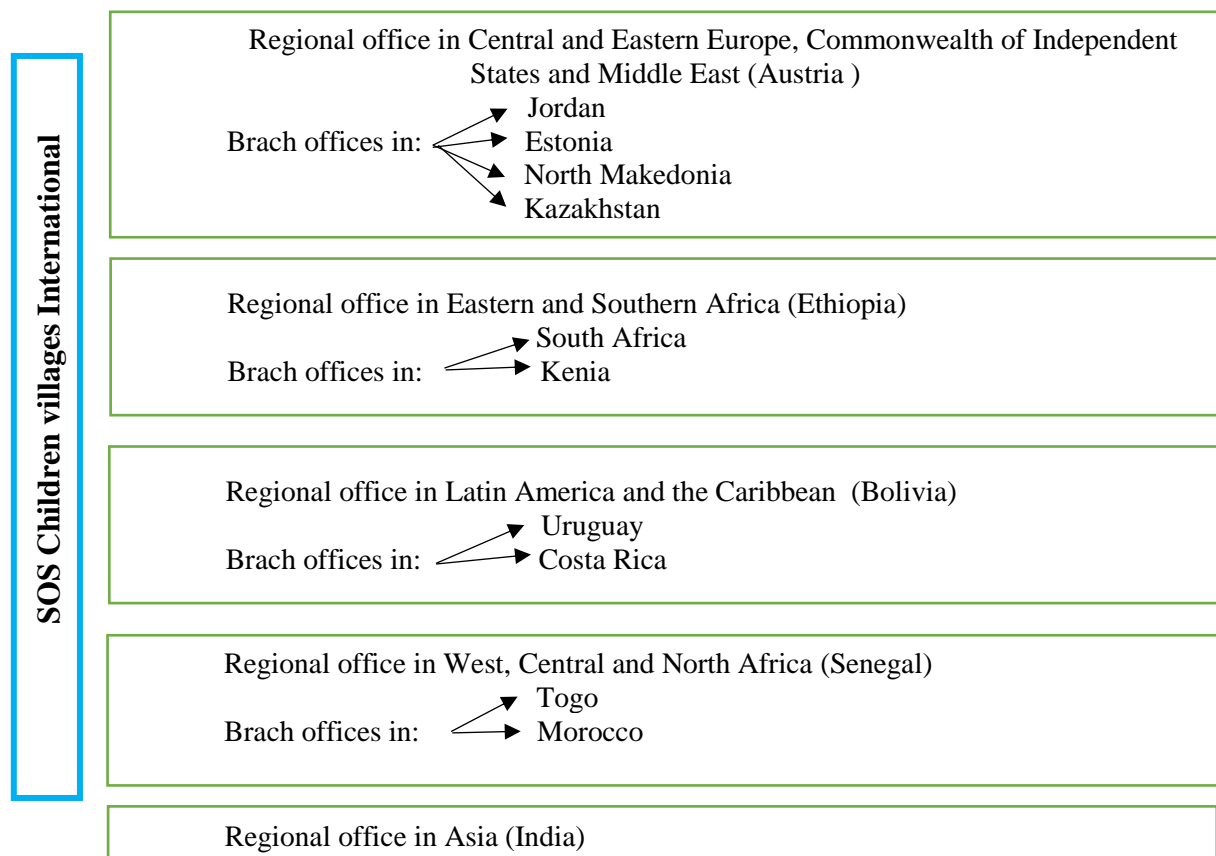 SOS Children villages International
Regional office in Central and Eastern Europe, Commonwealth of Independent
States and Middle East (Austria )
Jordan
Brach offices in:
Estonia
North Makedonia
Kazakhstan
Regional office in Eastern and Southern Africa (Ethiopia)
South Africa
Brach offices in:
Kenia
Regional office in Latin America and the Caribbean (Bolivia)
Uruguay
Brach offices in:
Costa Rica
Regional office in West, Central and North Africa (Senegal)
Togo
Brach offices in:
Morocco
Regional office in Asia (India)